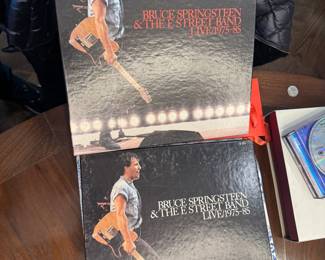 BRUCE SPRINGSTEEN
& THE E STREET BAND
LIVE/1975-85
BRUCE SPRINGSTEEN
& THE E STREET BAND
LIVE/1975-85